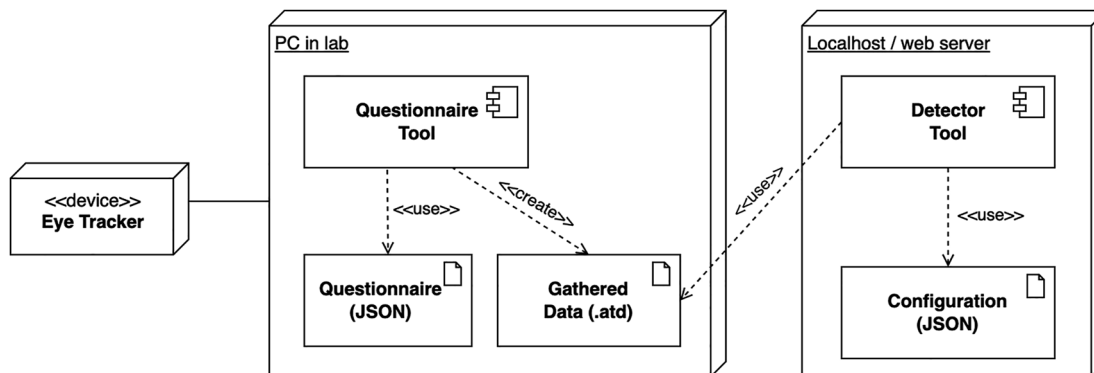 PC in lab
Questionnaire
Tool
<<device>>
Eye Tracker
<<use>>
<<create>>
Questionnaire
(JSON)
Gathered
Data (.atd)
<<use>>
Localhost / web server
Detector
Tool
<<use>>
Configuration
(JSON)